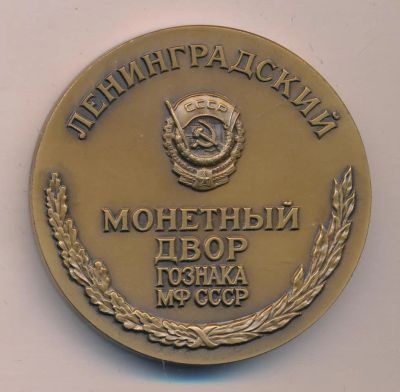 ЛЕНИНГРАДСКИЙ
СССР
МОНЕТНЫЙ
ДВОР
ГОЗНАКА
МФ СССР